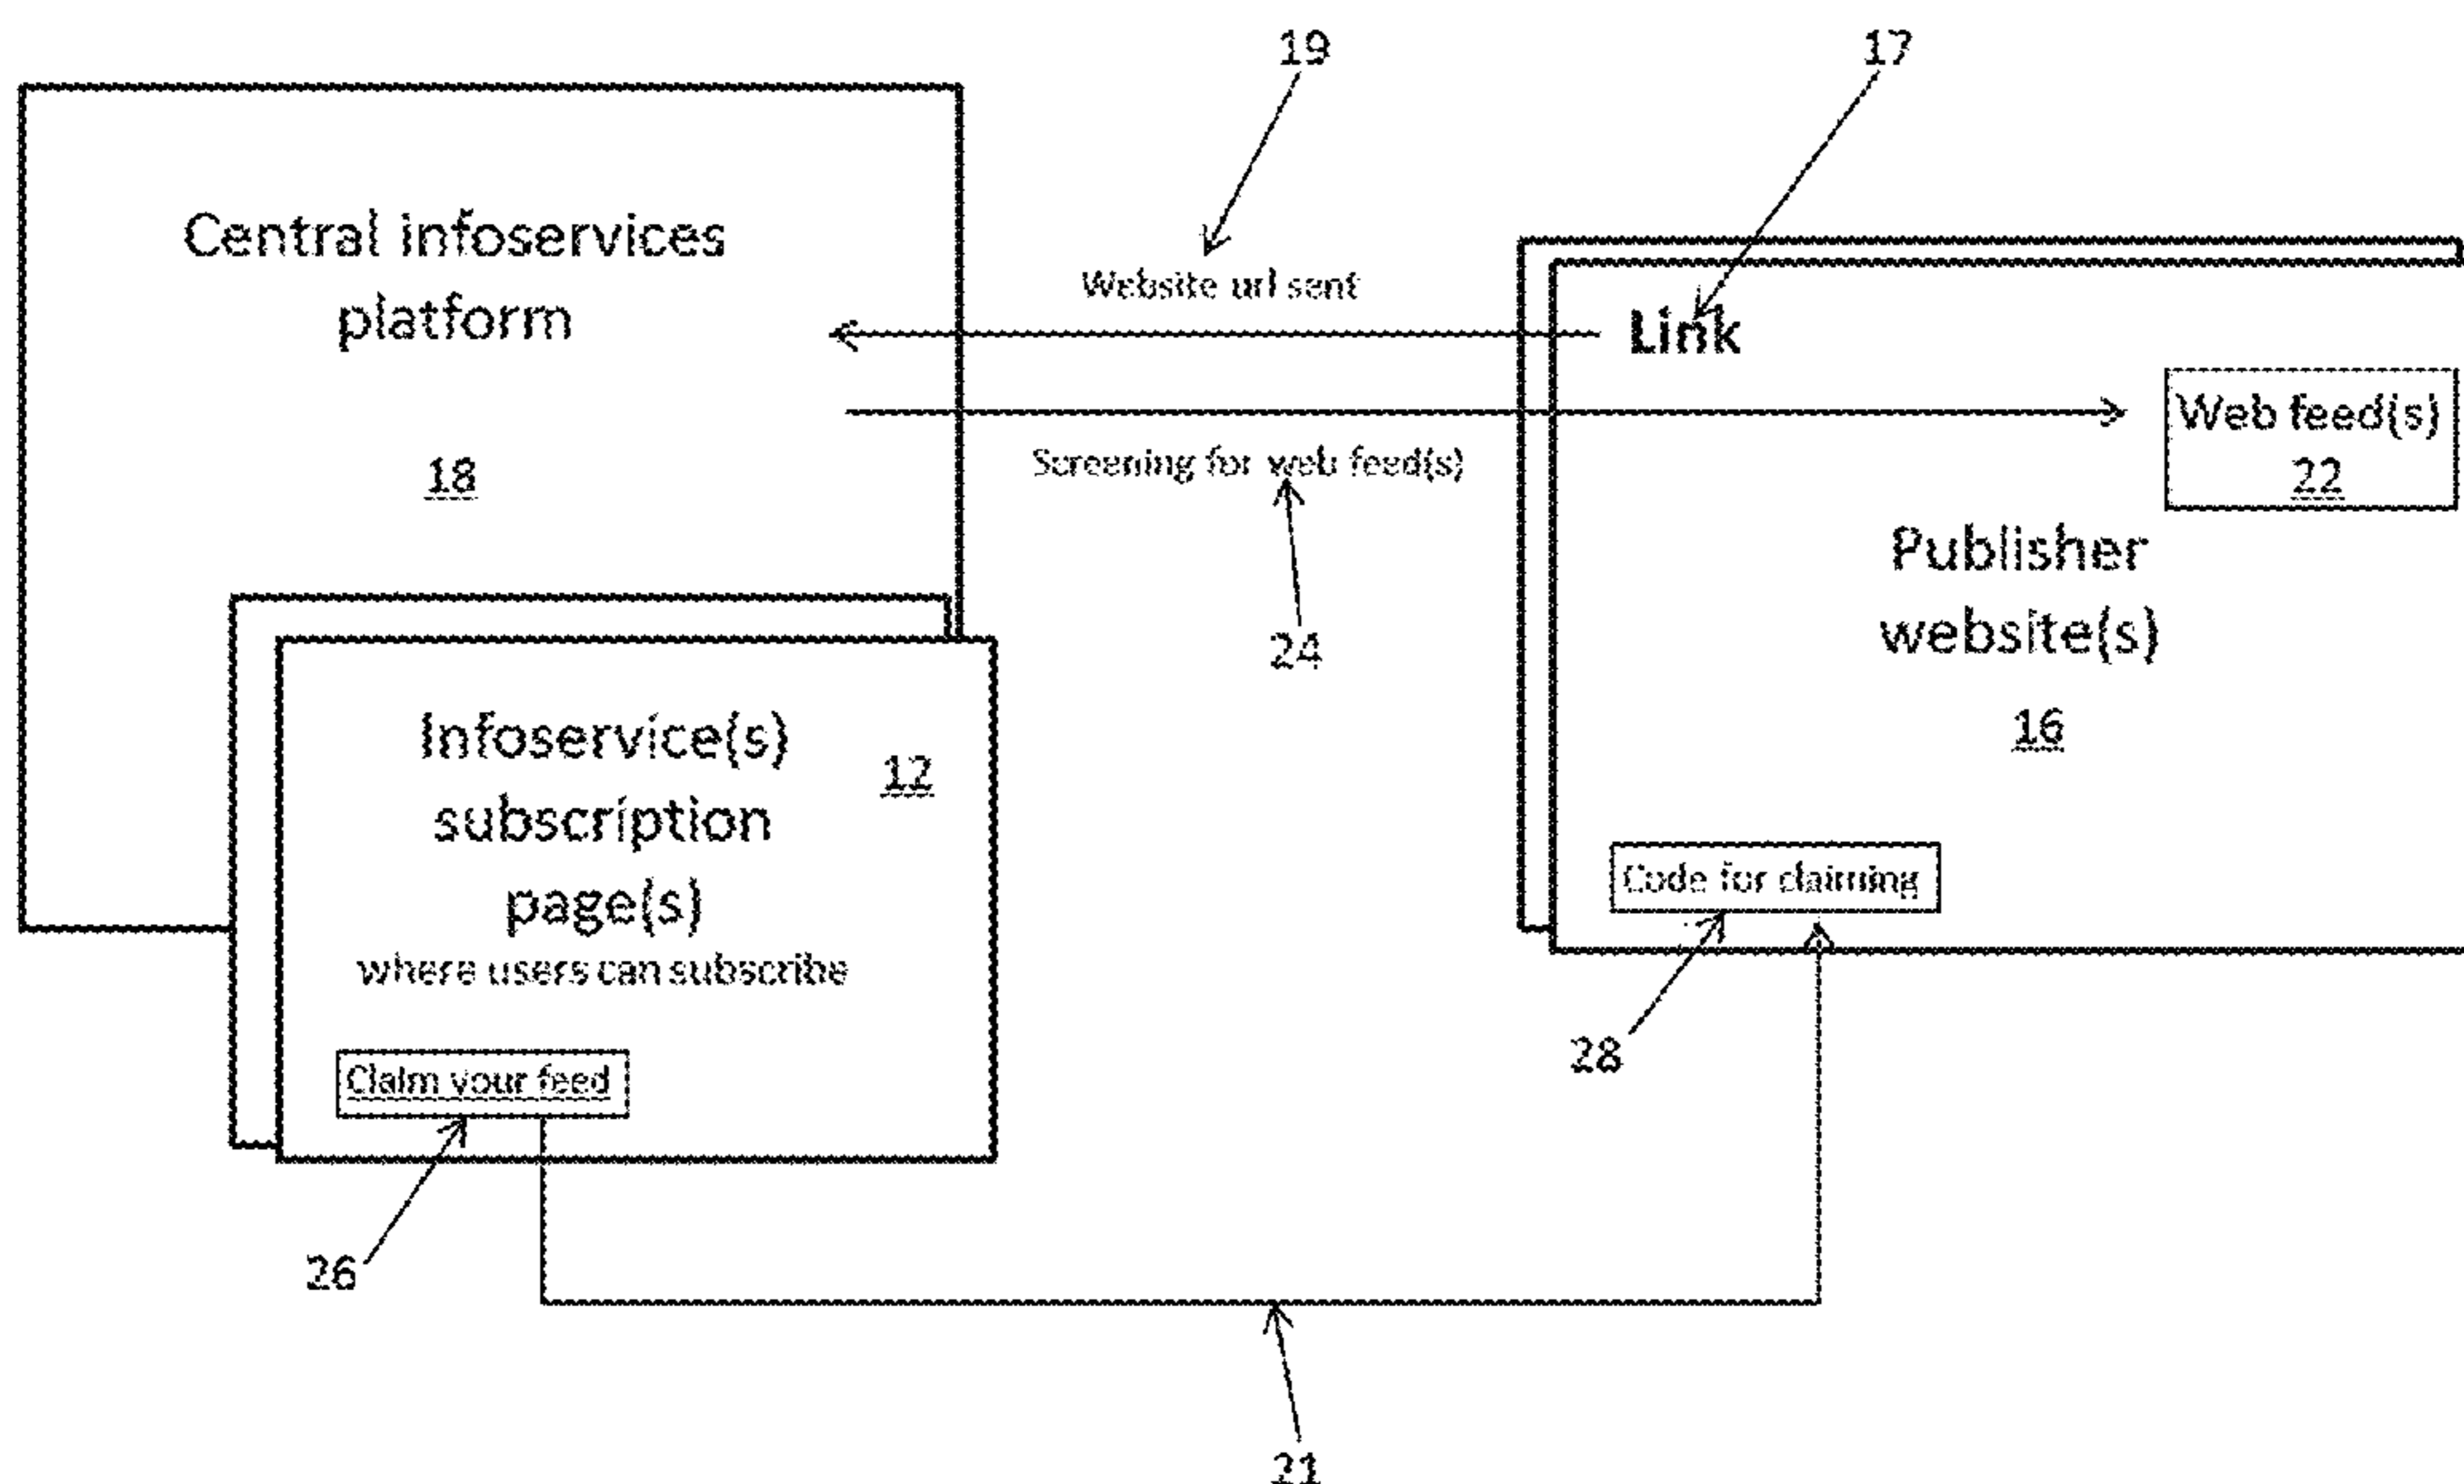 19
17
Central infoservices
platform
18
Website url sent
Link
Screening for web feed(s)
24
Web feed(s)
22
Publisher
website(s)
16
Infoservice(s)
12
subscription
page(s)
where users can subscribe
Claim your feed
26
Code for claiming
28
21